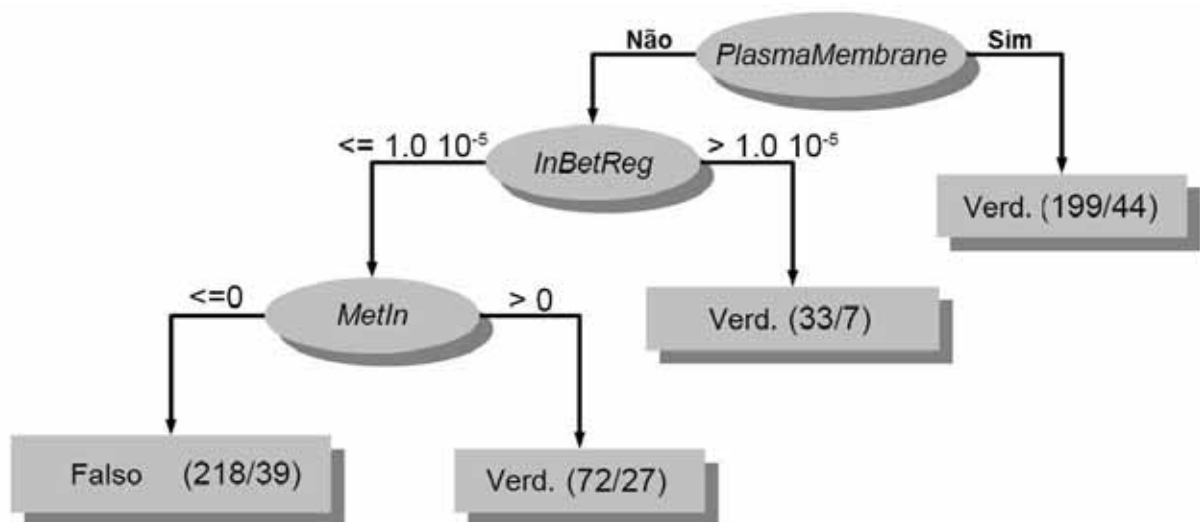 Não
PlasmaMembrane
Sim
<= 1.0 10⁻⁵
InBetReg
> 1.0 10⁻⁵
Verd. (199/44)
<=0
MetIn
> 0
Verd. (33/7)
Falso (218/39)
Verd. (72/27)